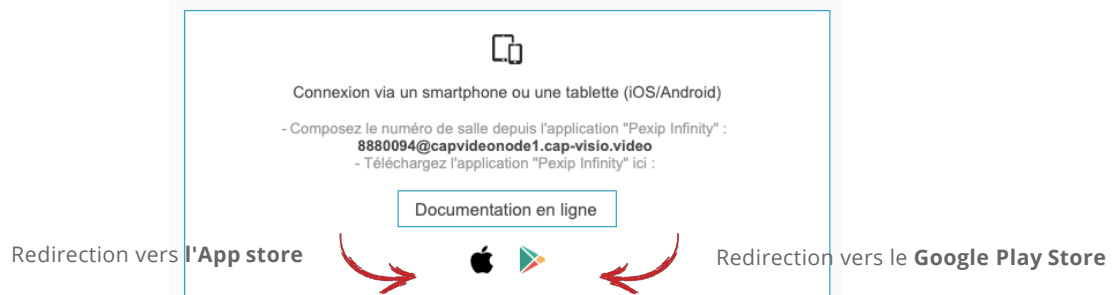 Connexion via un smartphone ou une tablette (iOS/Android)
- Composez le numéro de salle depuis l'application "Pexip Infinity" :
8880094@capvideonode1.cap-visio.video
- Téléchargez l'application "Pexip Infinity" ici :
Documentation en ligne
Redirection vers l'App store
Redirection vers le Google Play Store